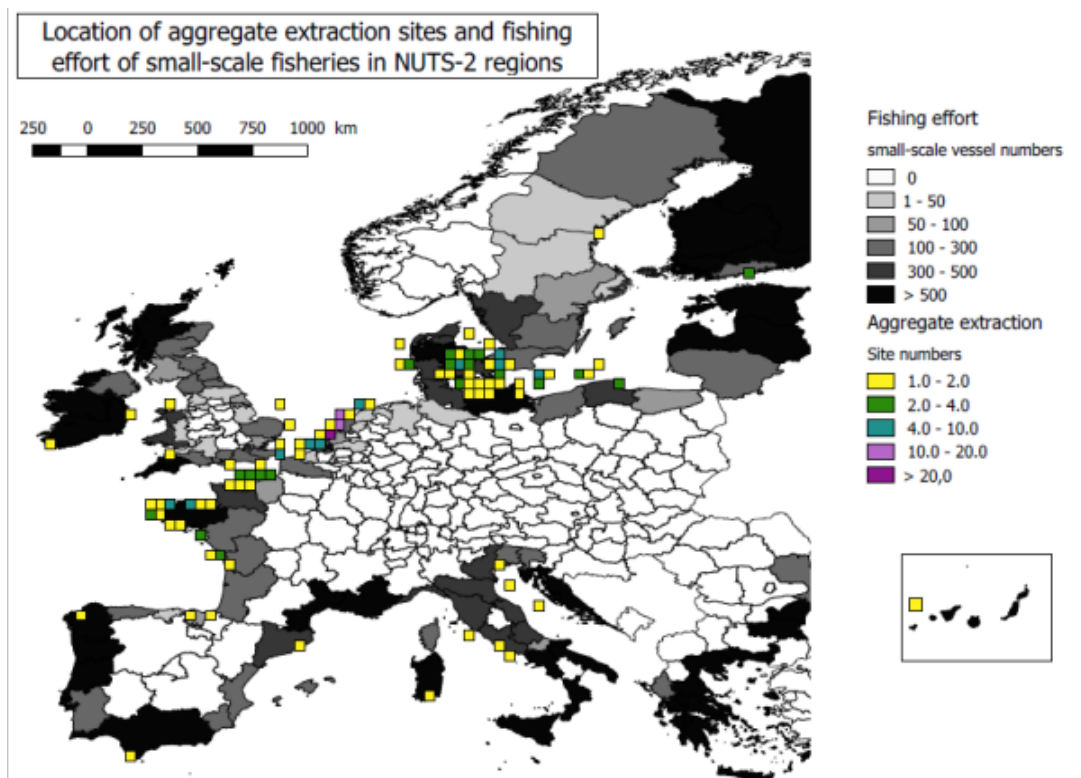 Location of aggregate extraction sites and fishing
effort of small-scale fisheries in NUTS-2 regions
250 0 250 500 750 1000 km
Fishing effort
small-scale vessel numbers
0
1 - 50
50 - 100
100 - 300
300 - 500
> 500
Aggregate extraction
Site numbers
1.0 - 2.0
2.0 - 4.0
4.0 - 10.0
10.0 - 20.0
> 20,0